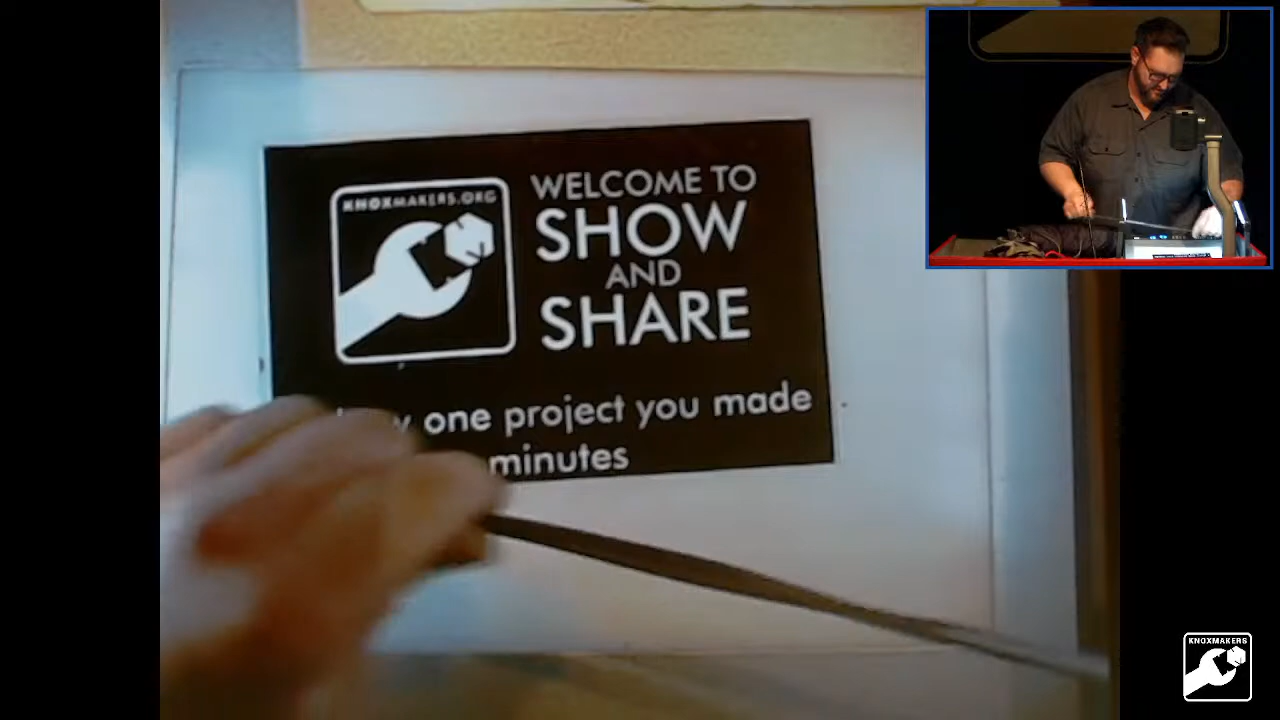 KNOXMAKERS.ORG
WELCOME TO
SHOW
AND
SHARE
one project you made
minutes
KNOXMAKERS